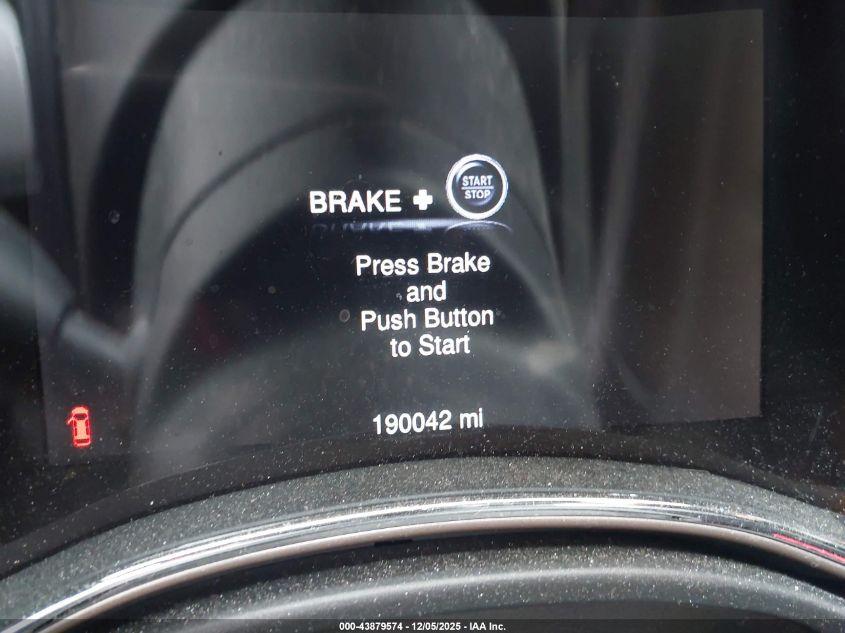 BRAKE +
START
STOP
Press Brake
and
Push Button
to Start
190042 mi
000-43879574 - 12/05/2025 - IAA Inc.